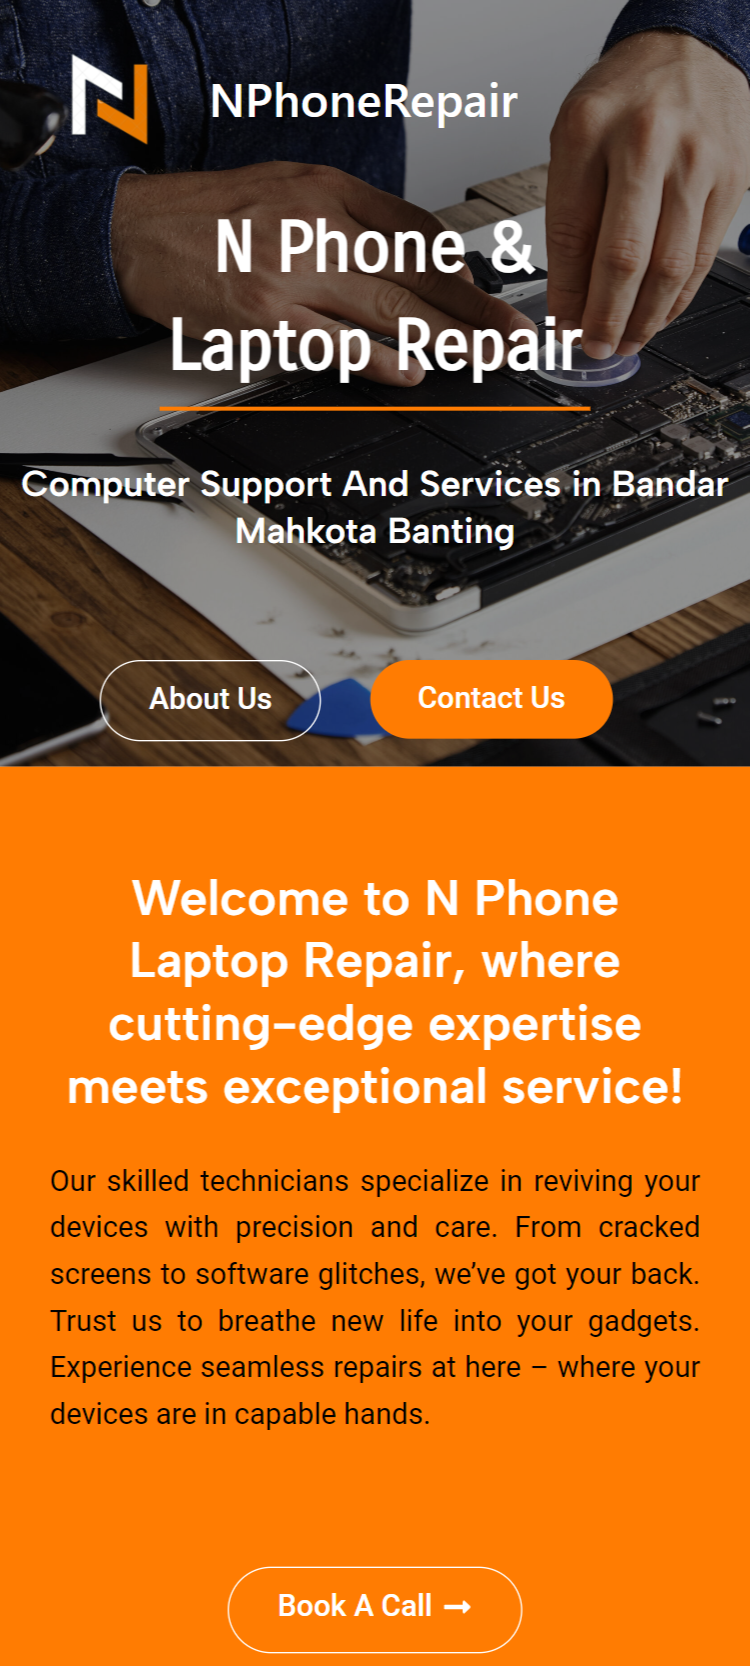 NPhoneRepair
N Phone &
Laptop Repair
Computer Support And Services in Bandar
Mahkota Banting
About Us
Contact Us
Welcome to N Phone
Laptop Repair, where
cutting-edge expertise
meets exceptional service!
Our skilled technicians specialize in reviving your
devices with precision and care. From cracked
screens to software glitches, we’ve got your back.
Trust us to breathe new life into your gadgets.
Experience seamless repairs at here – where your
devices are in capable hands.
Book A Call →